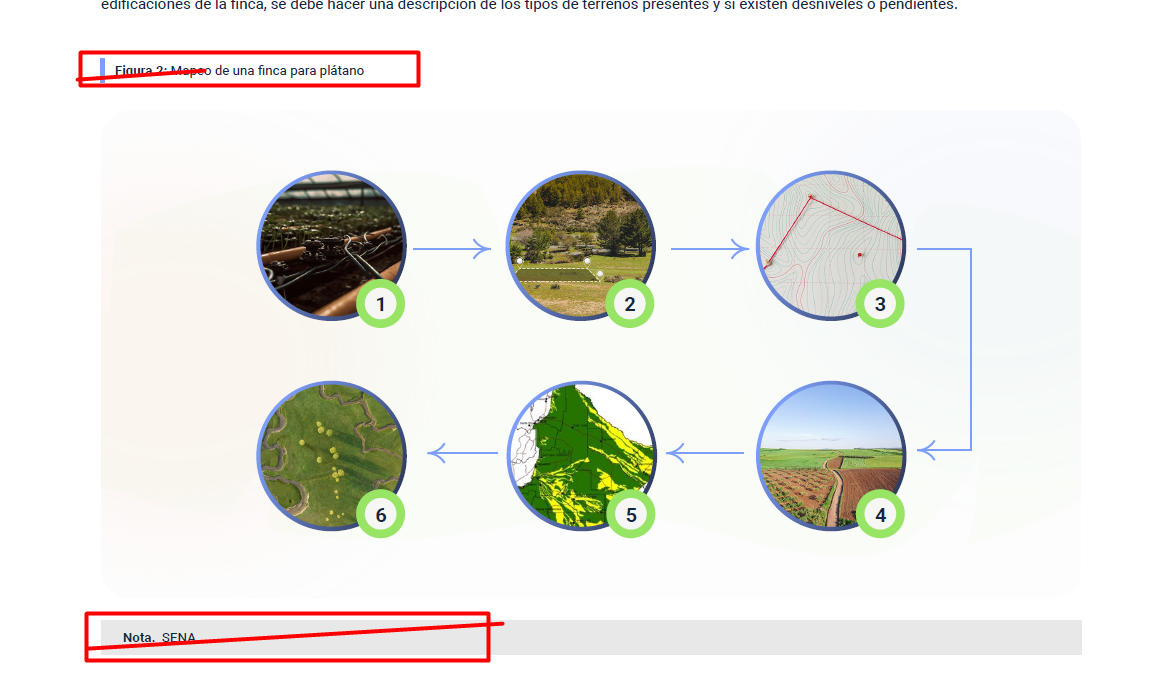 edificaciones de la finca, se debe hacer una descripción de los tipos de terrenos presentes y si existen desniveles o pendientes.
Figura 2: Mapeo de una finca para plátano
1
2
3
6
5
4
Nota. SENA